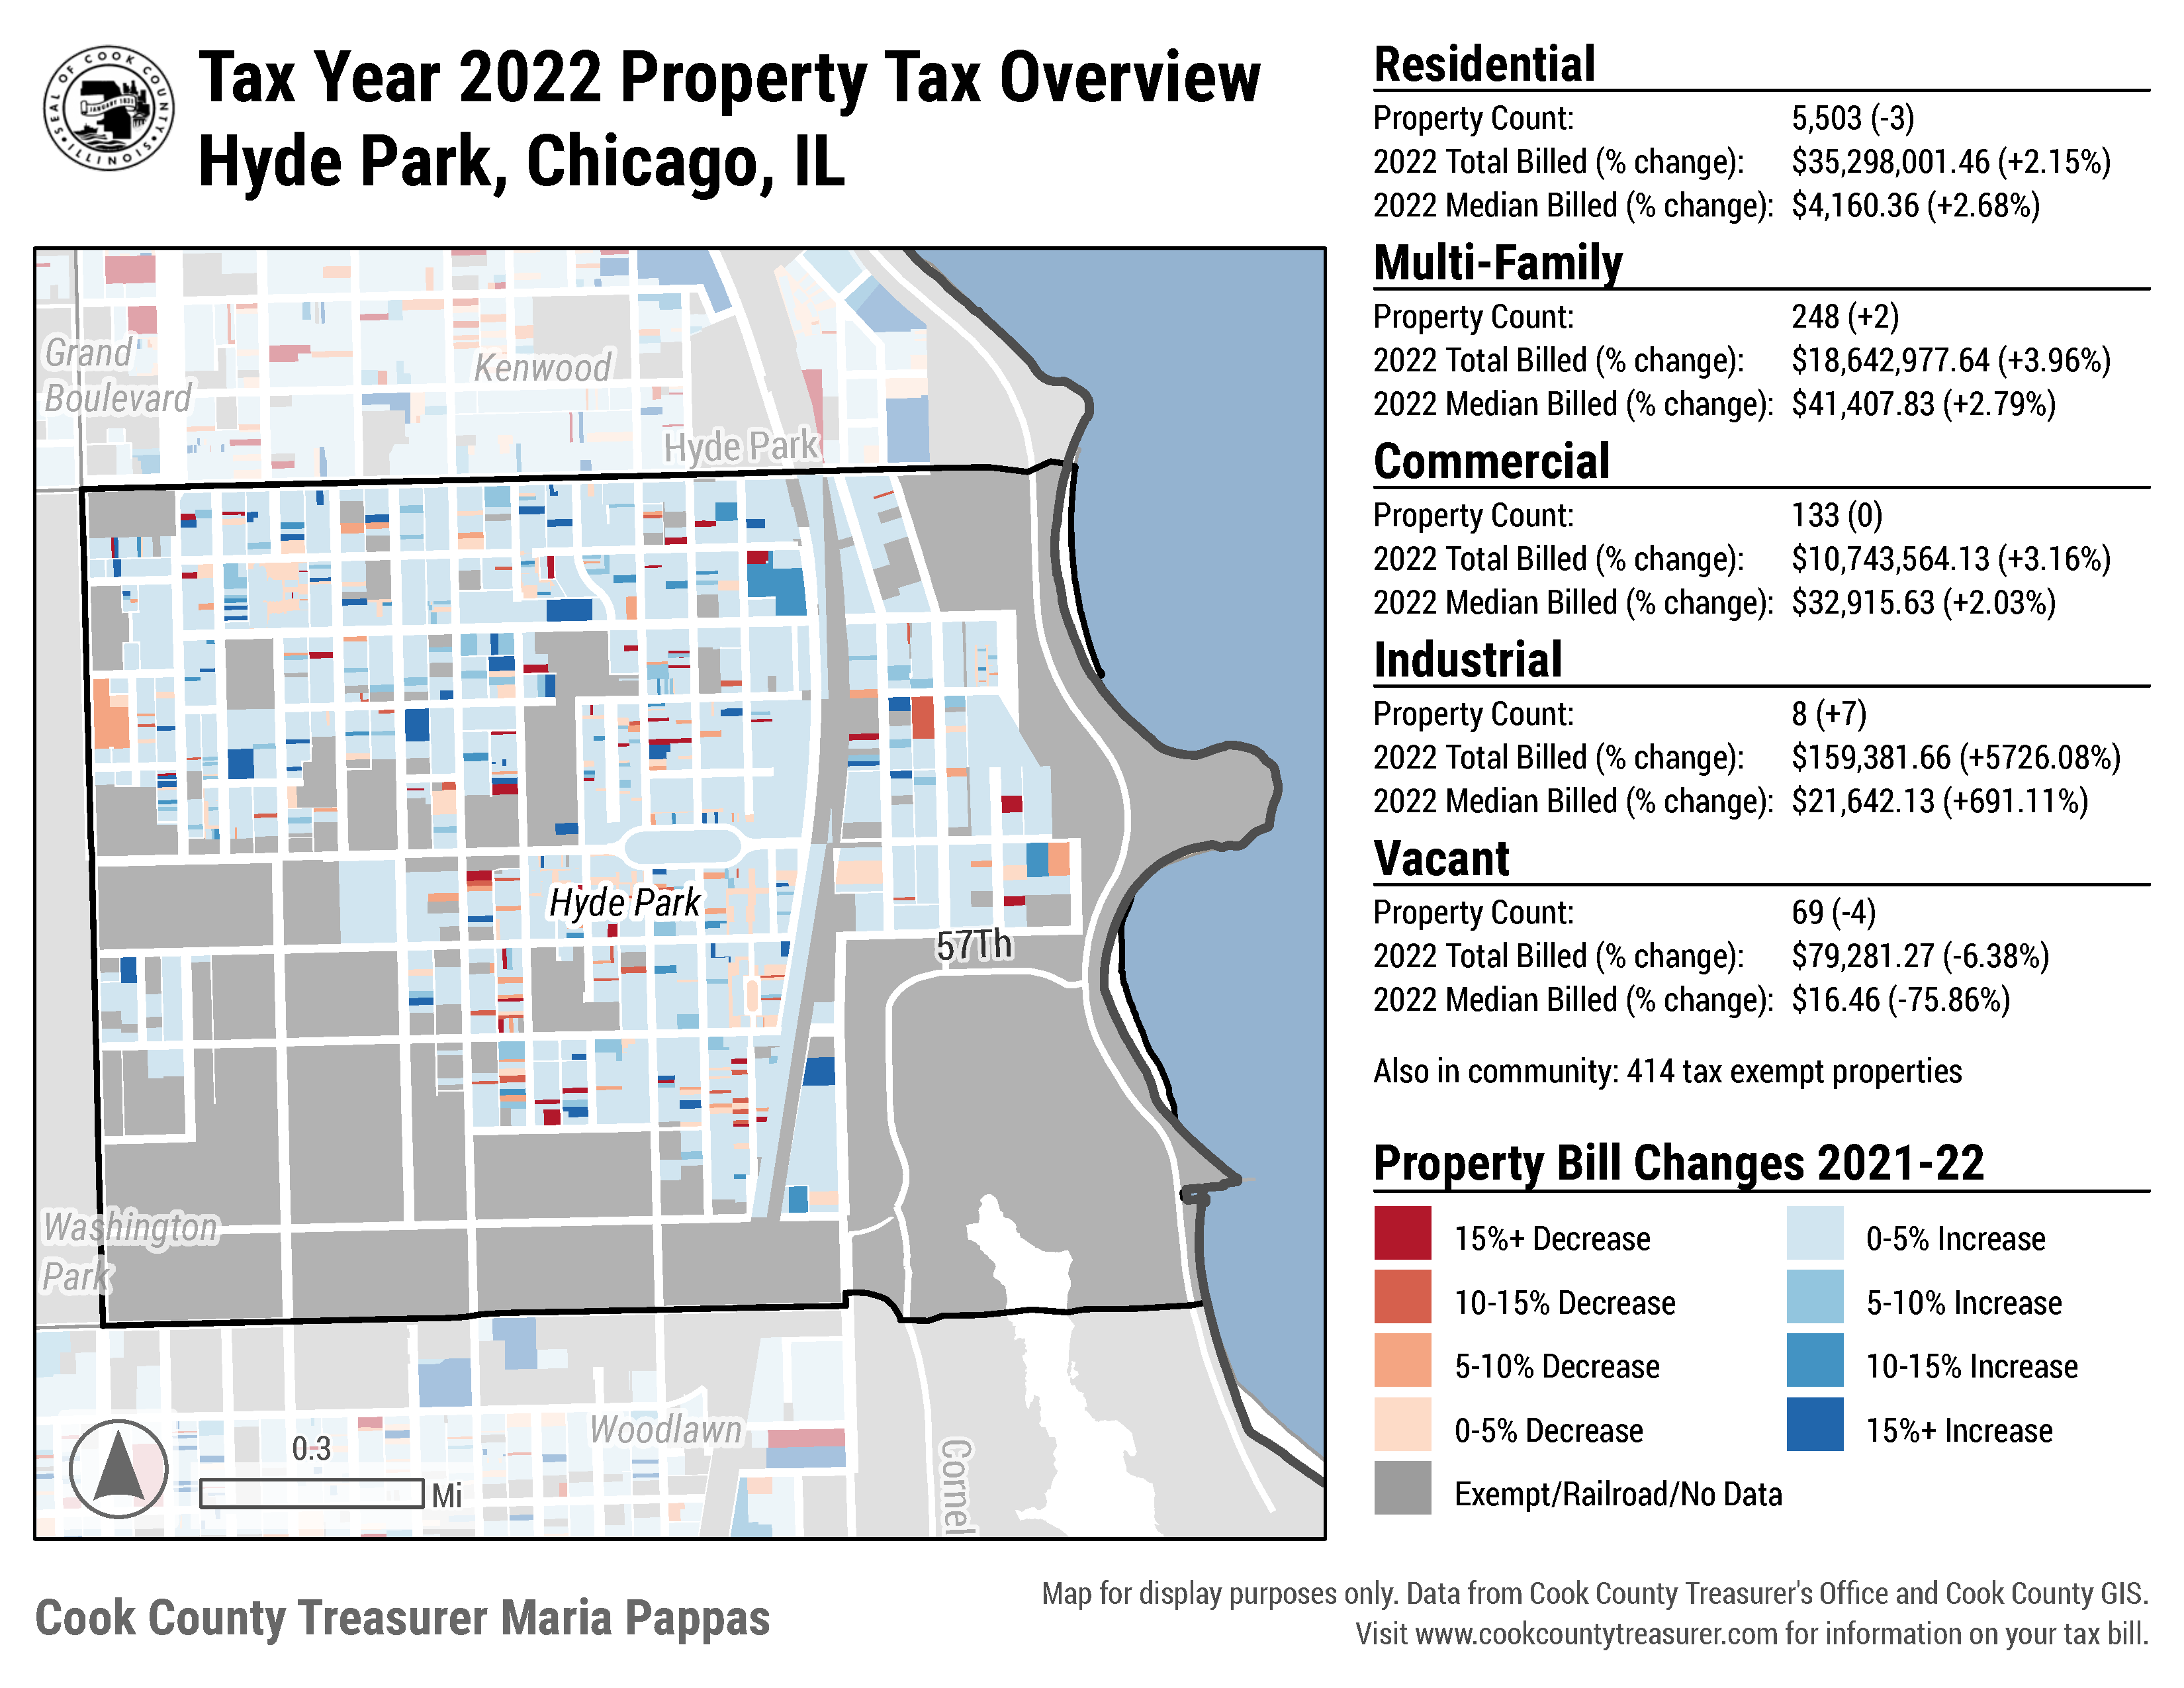 SEAL OF COOK COUNTY
JANUARY 1831
ILLINOIS
Tax Year 2022 Property Tax Overview
Hyde Park, Chicago, IL
Grand
Boulevard
Kenwood
Hyde Park
Hyde Park
57Th
Washington
Park
Woodlawn
Cornel
0.3
Mi
Residential
Property Count: 5,503 (-3)
2022 Total Billed (% change): $35,298,001.46 (+2.15%)
2022 Median Billed (% change): $4,160.36 (+2.68%)
Multi-Family
Property Count: 248 (+2)
2022 Total Billed (% change): $18,642,977.64 (+3.96%)
2022 Median Billed (% change): $41,407.83 (+2.79%)
Commercial
Property Count: 133 (0)
2022 Total Billed (% change): $10,743,564.13 (+3.16%)
2022 Median Billed (% change): $32,915.63 (+2.03%)
Industrial
Property Count: 8 (+7)
2022 Total Billed (% change): $159,381.66 (+5726.08%)
2022 Median Billed (% change): $21,642.13 (+691.11%)
Vacant
Property Count: 69 (-4)
2022 Total Billed (% change): $79,281.27 (-6.38%)
2022 Median Billed (% change): $16.46 (-75.86%)
Also in community: 414 tax exempt properties
Property Bill Changes 2021-22
15%+ Decrease
10-15% Decrease
5-10% Decrease
0-5% Decrease
Exempt/Railroad/No Data
0-5% Increase
5-10% Increase
10-15% Increase
15%+ Increase
Cook County Treasurer Maria Pappas
Map for display purposes only. Data from Cook County Treasurer's Office and Cook County GIS.
Visit www.cookcountytreasurer.com for information on your tax bill.